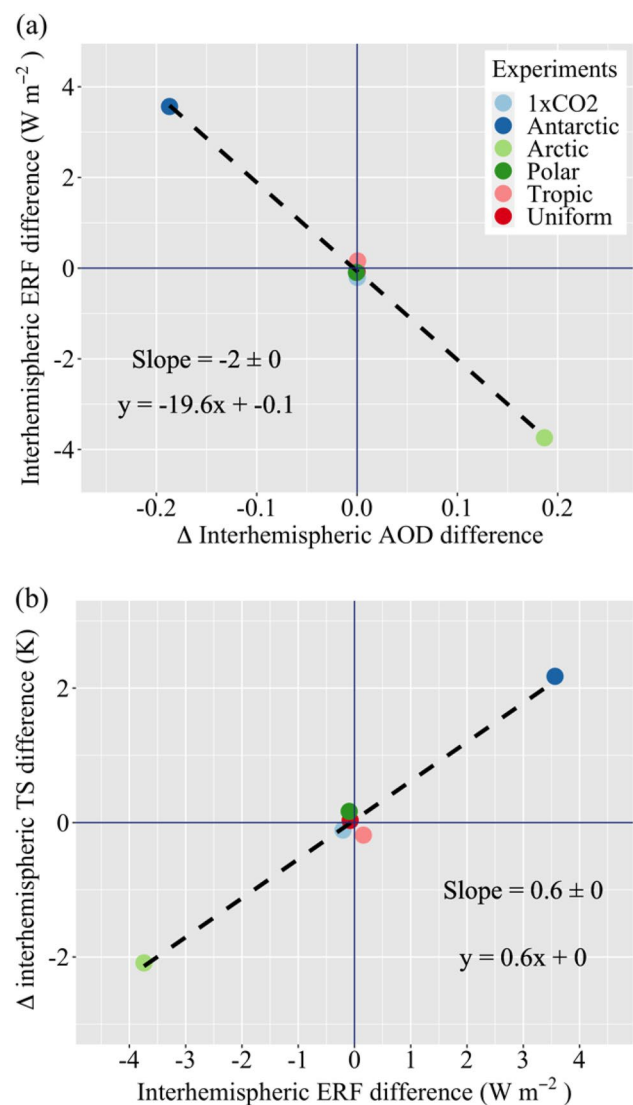 (a)
Interhemispheric ERF difference (W m⁻²)
4
2
0
-2
-4
Experiments
1xCO2
Antarctic
Arctic
Polar
Tropic
Uniform
Slope = -2 ± 0
y = -19.6x + -0.1
-0.2
-0.1
0.0
0.1
0.2
Δ Interhemispheric AOD difference
(b)
Δ interhemispheric TS difference (K)
2
0
-2
Slope = 0.6 ± 0
y = 0.6x + 0
-4
-3
-2
-1
0
1
2
3
4
Interhemispheric ERF difference (W m⁻²)